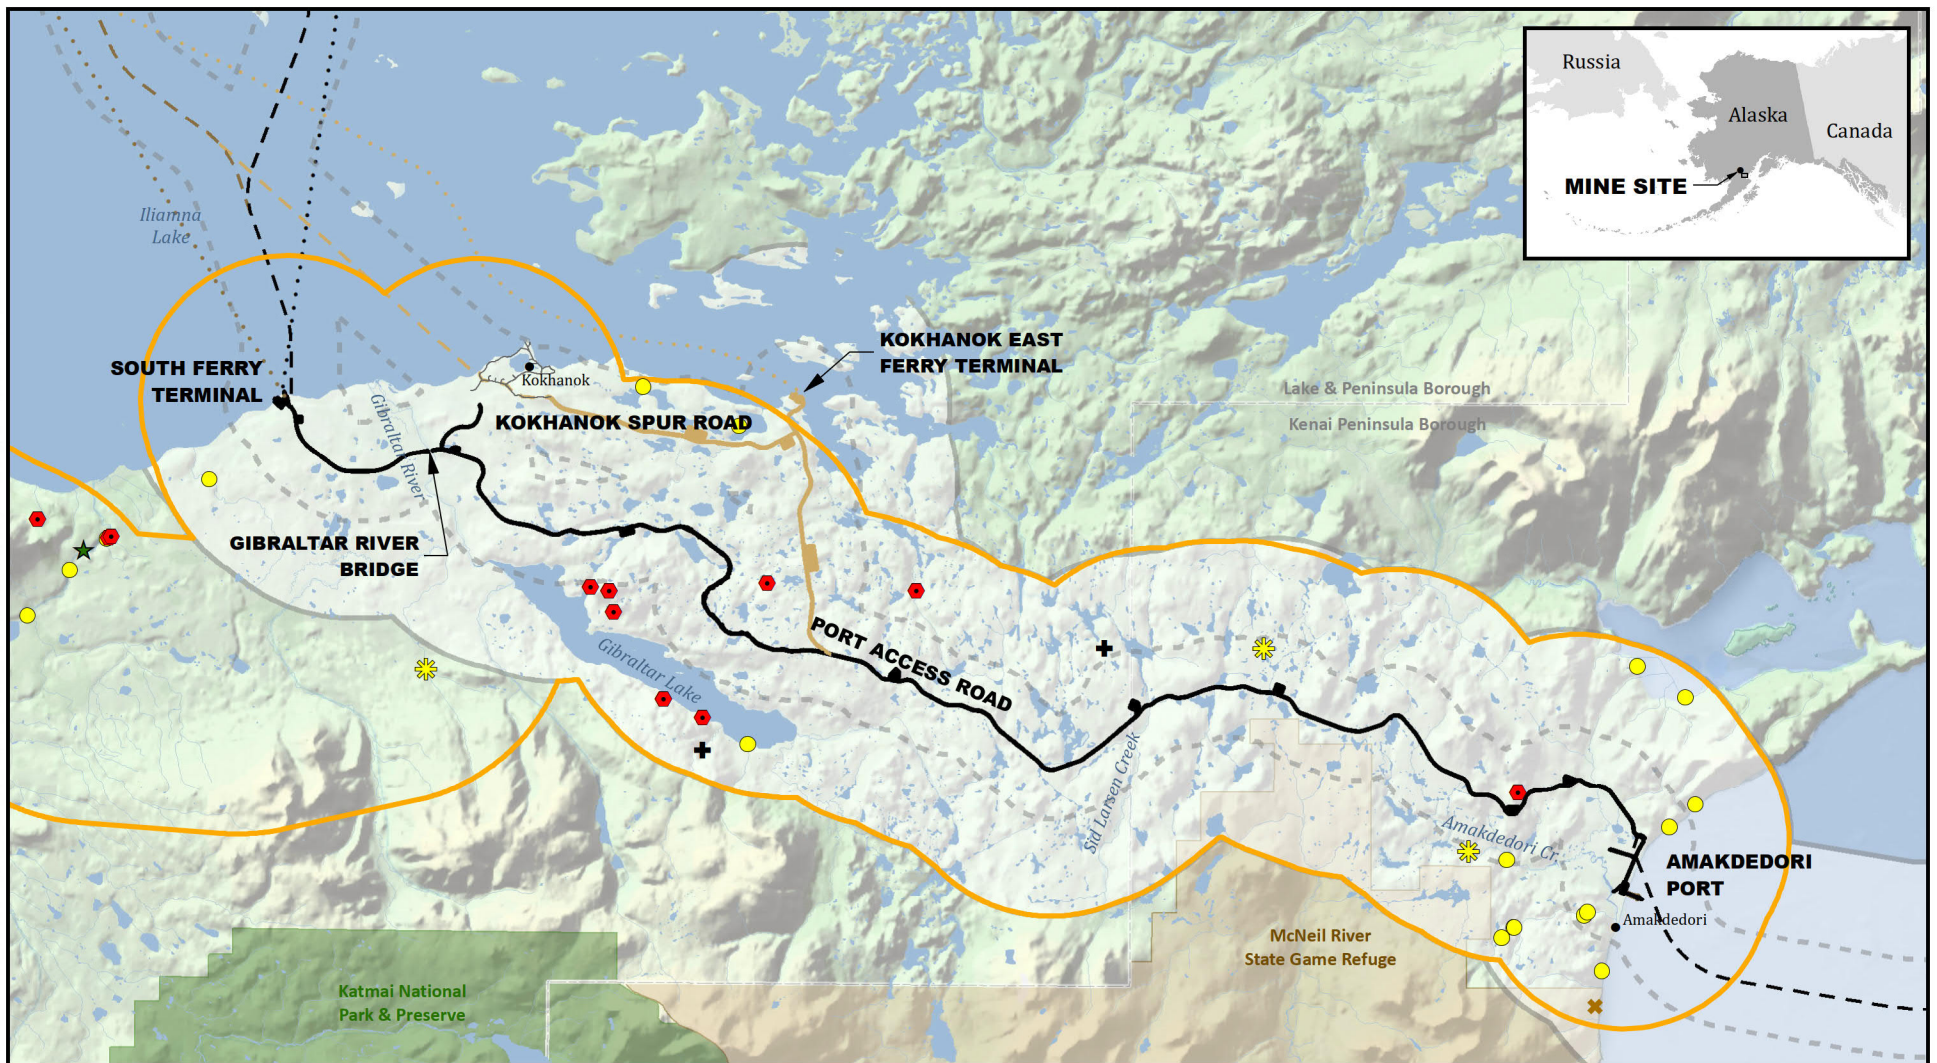 Russia
Alaska
Canada
MINE SITE
Iliamna
Lake
SOUTH FERRY
TERMINAL
Kokhanok
KOKHANOK EAST
FERRY TERMINAL
KOKHANOK SPUR ROAD
Lake & Peninsula Borough
Kenai Peninsula Borough
Gibraltar River
GIBRALTAR RIVER
BRIDGE
PORT ACCESS ROAD
Gibraltar Lake
Sid Larsen Creek
Amakdedori Cr.
AMAKDEDORI
PORT
Amakdedori
McNeil River
State Game Refuge
Katmai National
Park & Preserve